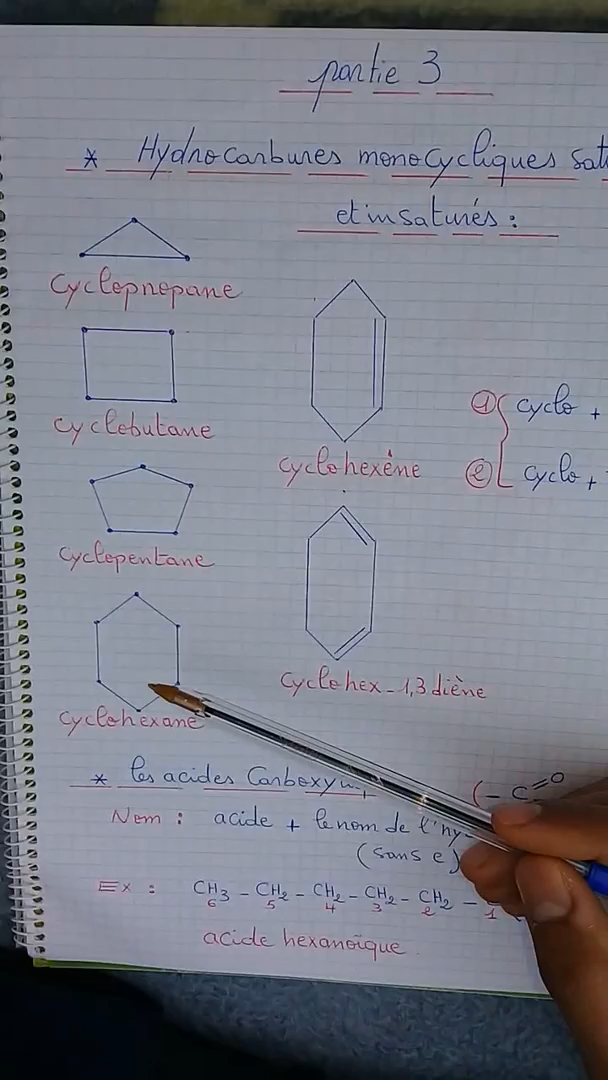 partie 3
* Hydrocarbures monocycliques sat
et insaturés :
cyclopropane
cyclobutane
cyclohexène
① cyclo +
② cyclo +
cyclopentane
cyclohex-1,3 diène
cyclohexane
* les acides Carboxy
(-C=O
Nom : acide + le nom de l'hy
(sans e)
Ex : CH3 - CH2 - CH2 - CH2 - CH2 -
6 5 4 3 2 1
acide hexanoïque